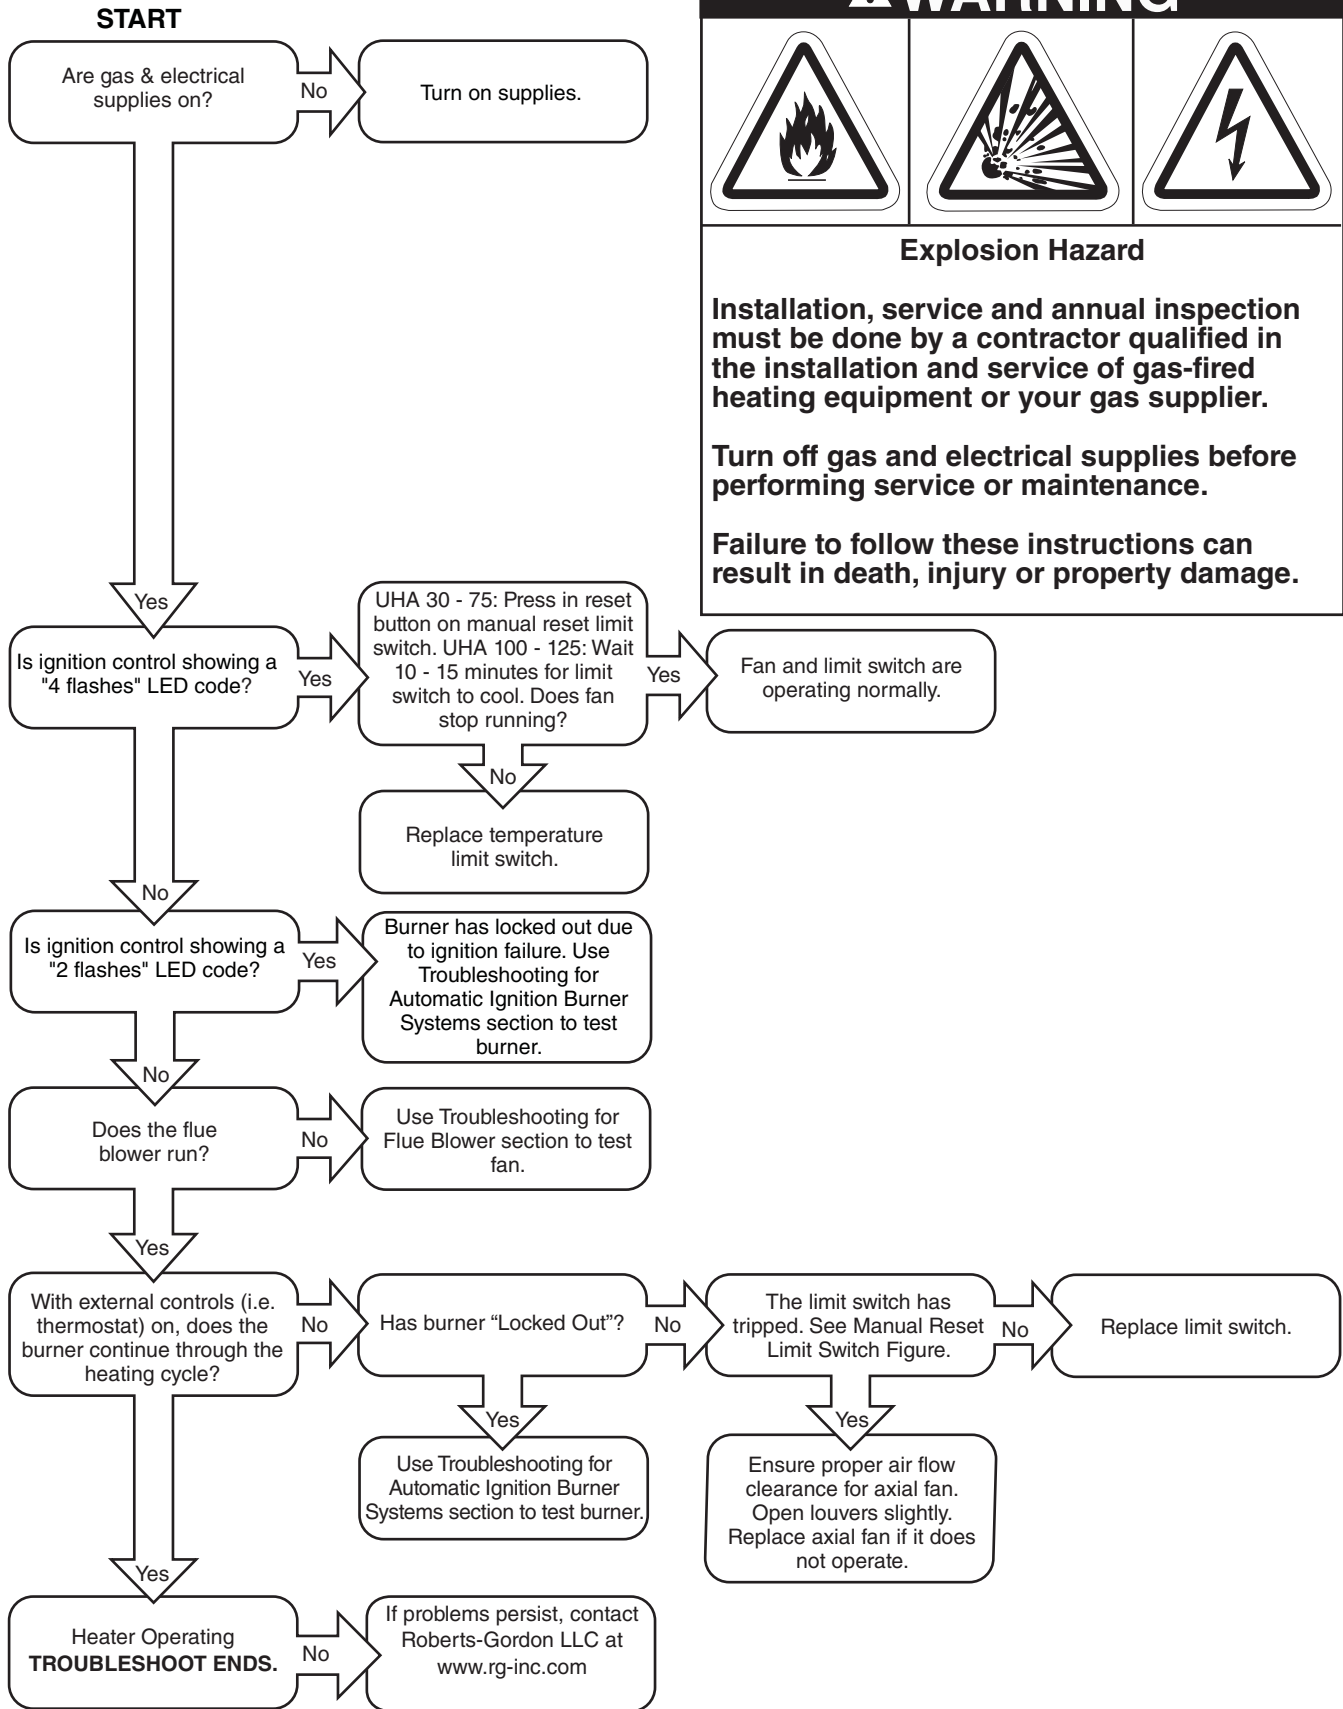 START
Are gas & electrical
supplies on?
No
Turn on supplies.
WARNING
Explosion Hazard
Installation, service and annual inspection
must be done by a contractor qualified in
the installation and service of gas-fired
heating equipment or your gas supplier.
Turn off gas and electrical supplies before
performing service or maintenance.
Failure to follow these instructions can
result in death, injury or property damage.
Yes
Is ignition control showing a
"4 flashes" LED code?
Yes
UHA 30 - 75: Press in reset
button on manual reset limit
switch. UHA 100 - 125: Wait
10 - 15 minutes for limit
switch to cool. Does fan
stop running?
Yes
Fan and limit switch are
operating normally.
No
Replace temperature
limit switch.
No
Is ignition control showing a
"2 flashes" LED code?
Yes
Burner has locked out due
to ignition failure. Use
Troubleshooting for
Automatic Ignition Burner
Systems section to test
burner.
No
Does the flue
blower run?
No
Use Troubleshooting for
Flue Blower section to test
fan.
Yes
With external controls (i.e.
thermostat) on, does the
burner continue through the
heating cycle?
No
Has burner “Locked Out”?
No
The limit switch has
tripped. See Manual Reset
Limit Switch Figure.
No
Replace limit switch.
Yes
Use Troubleshooting for
Automatic Ignition Burner
Systems section to test burner.
Yes
Ensure proper air flow
clearance for axial fan.
Open louvers slightly.
Replace axial fan if it does
not operate.
Yes
Heater Operating
TROUBLESHOOT ENDS.
No
If problems persist, contact
Roberts-Gordon LLC at
www.rg-inc.com